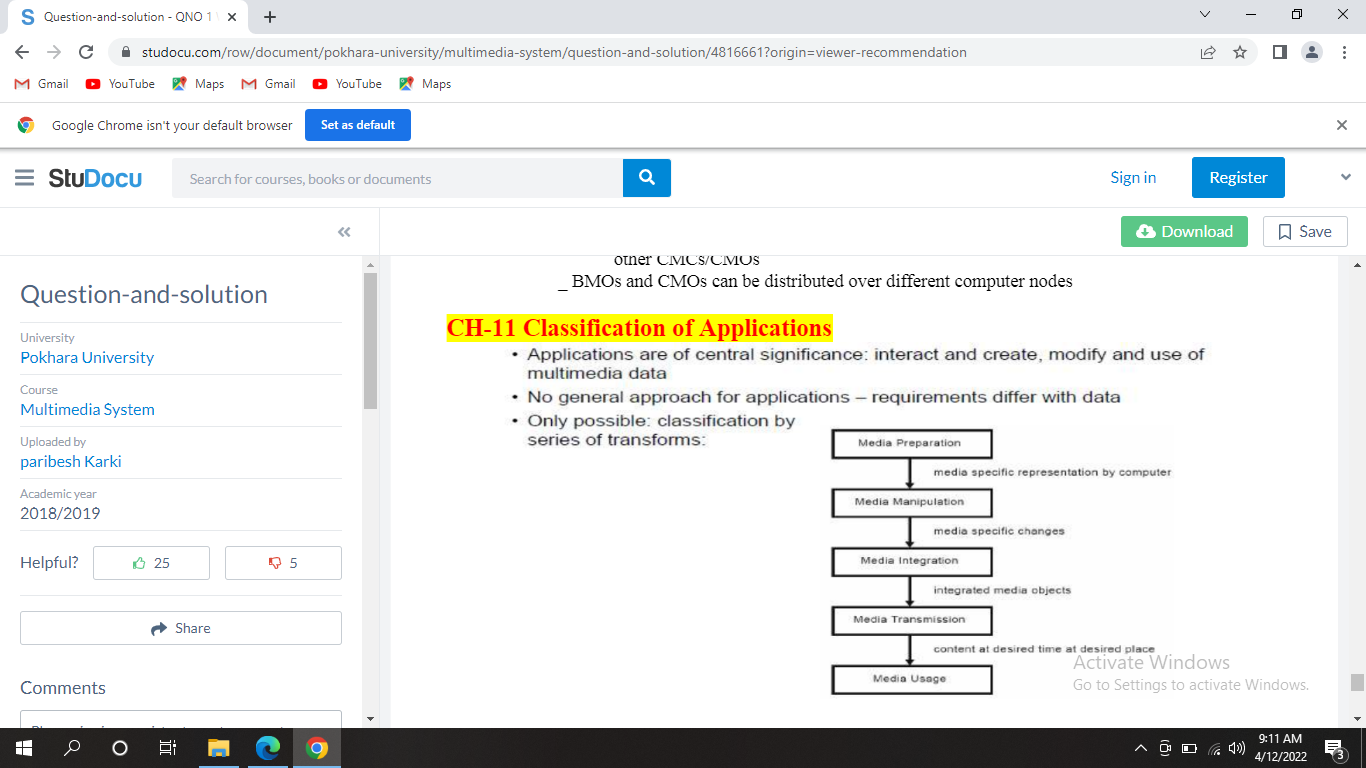 Question-and-solution - QNO 1
studocu.com/row/document/pokhara-university/multimedia-system/question-and-solution/4816661?origin=viewer-recommendation
Gmail YouTube Maps Gmail YouTube Maps
Google Chrome isn't your default browser Set as default
StuDocu Search for courses, books or documents Sign in Register
Download Save
Question-and-solution
University
Pokhara University
Course
Multimedia System
Uploaded by
paribesh Karki
Academic year
2018/2019
Helpful? 25 5
Share
Comments
other CMCs/CMOs
_ BMOs and CMOs can be distributed over different computer nodes
CH-11 Classification of Applications
• Applications are of central significance: interact and create, modify and use of
multimedia data
• No general approach for applications – requirements differ with data
• Only possible: classification by
series of transforms:
Media Preparation
media specific representation by computer
Media Manipulation
media specific changes
Media Integration
integrated media objects
Media Transmission
content at desired time at desired place
Media Usage
Activate Windows
Go to Settings to activate Windows.
9:11 AM
4/12/2022
3